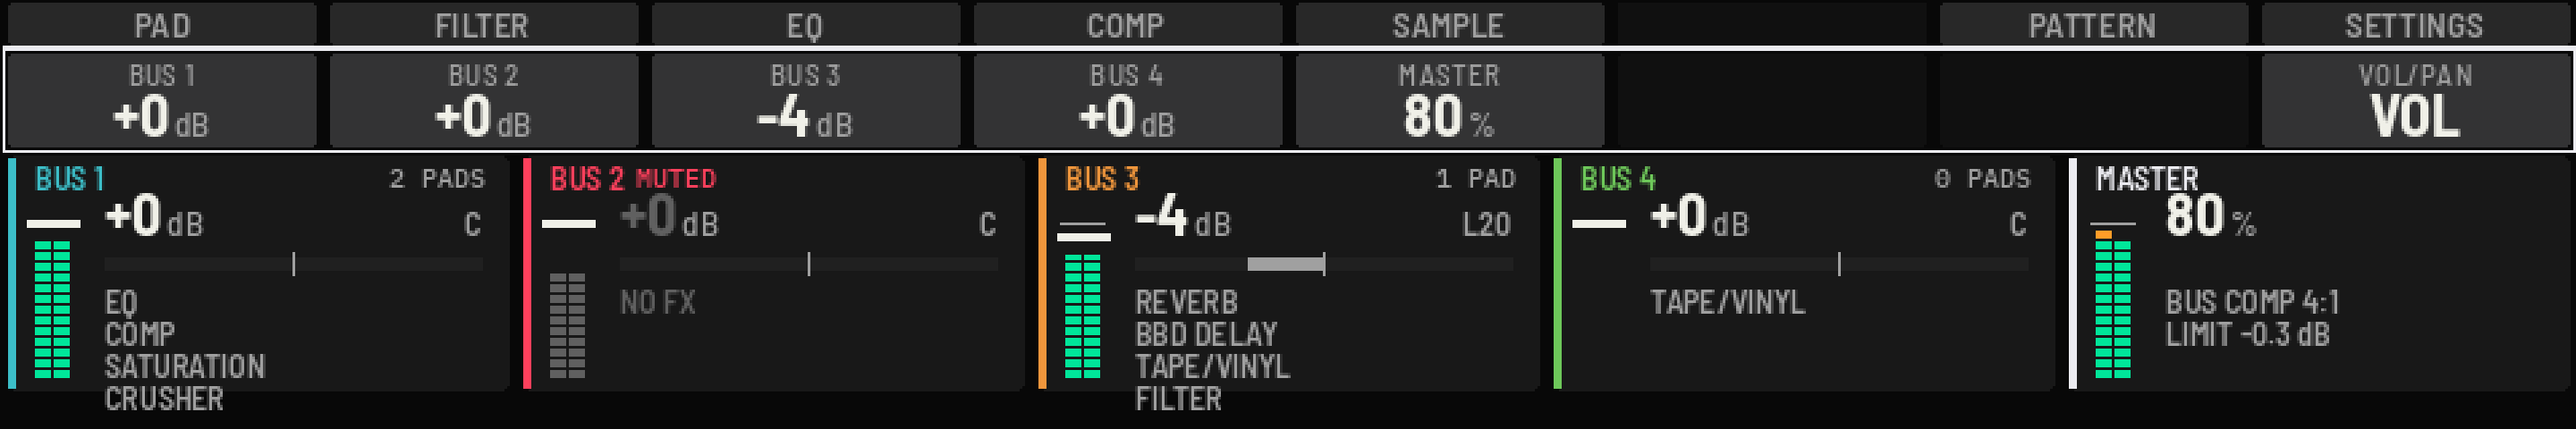 PAD FILTER EQ COMP SAMPLE PATTERN SETTINGS
BUS 1 BUS 2 BUS 3 BUS 4 MASTER VOL/PAN
+0 dB +0 dB -4 dB +0 dB 80 % VOL
BUS 1 2 PADS BUS 2 MUTED BUS 3 1 PAD BUS 4 0 PADS MASTER
+0 dB C +0 dB C -4 dB L20 +0 dB C 80 %
EQ NO FX REVERB TAPE/VINYL BUS COMP 4:1
COMP BBD DELAY LIMIT -0.3 dB
SATURATION TAPE/VINYL
CRUSHER FILTER